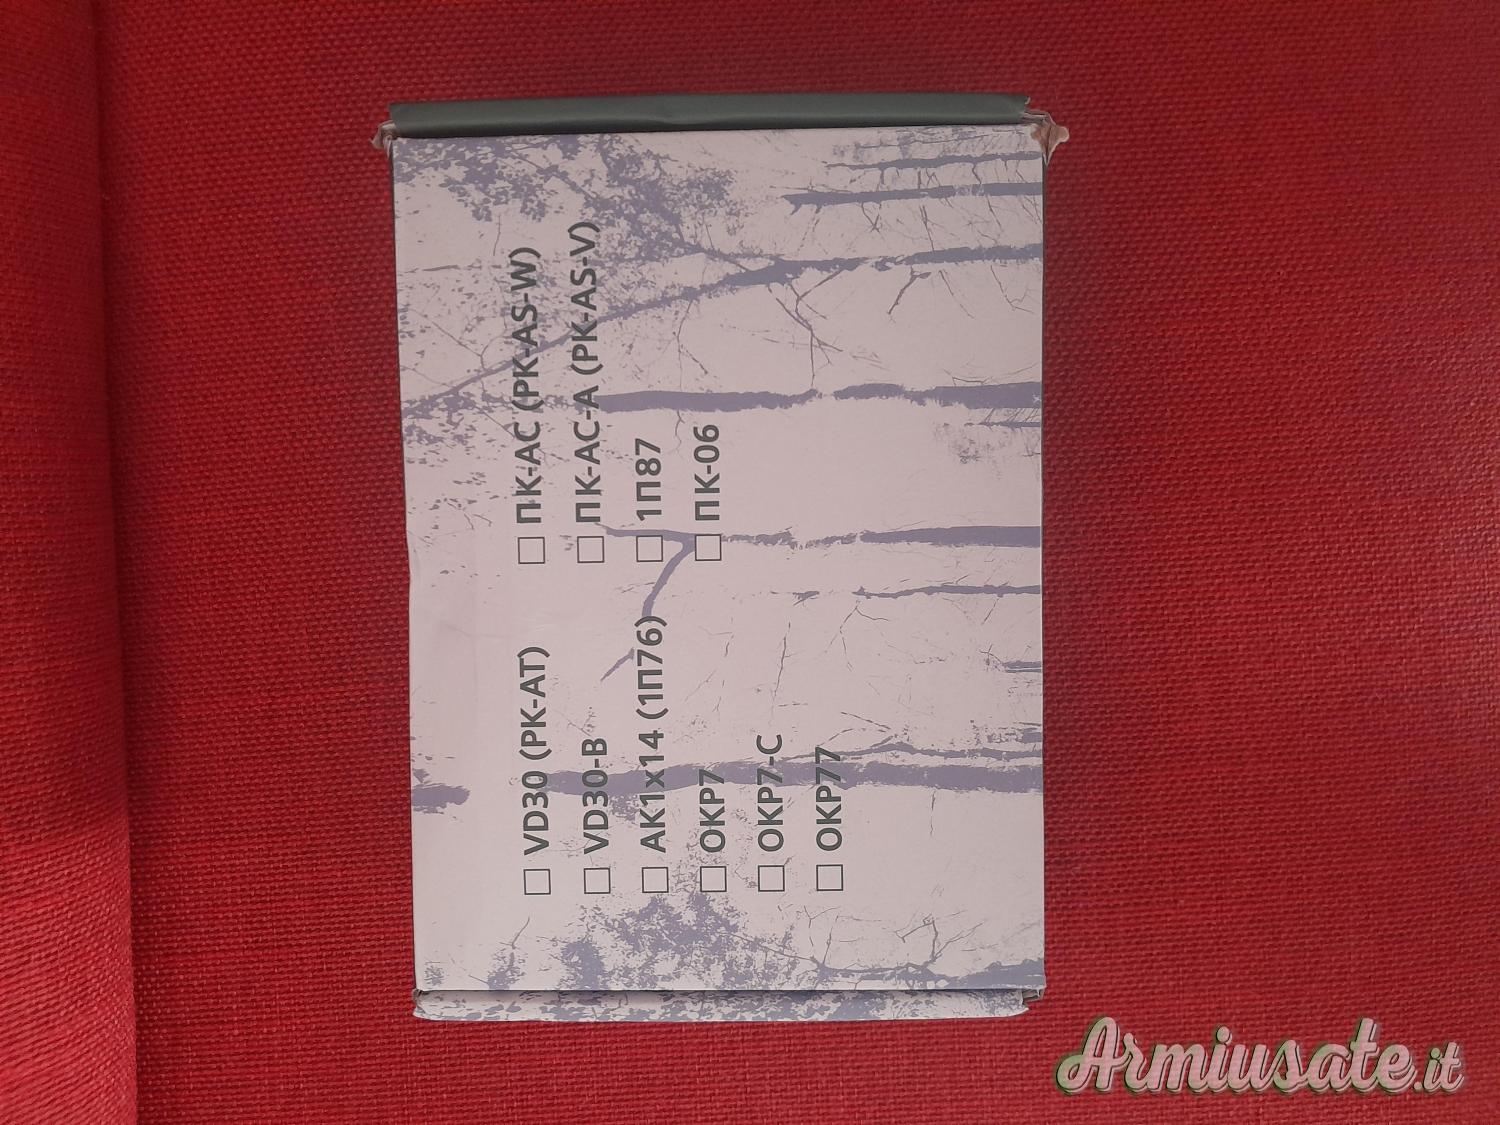 ☐ VD30 (PK-AT)
☐ VD30-B
☐ AK1x14 (1П76)
☐ OKP7
☐ OKP7-C
☐ OKP77
☐ ПК-АС (PK-AS-W)
☐ ПК-АС-А (PK-AS-V)
☐ 1П87
☐ ПК-06
Armiusate.it